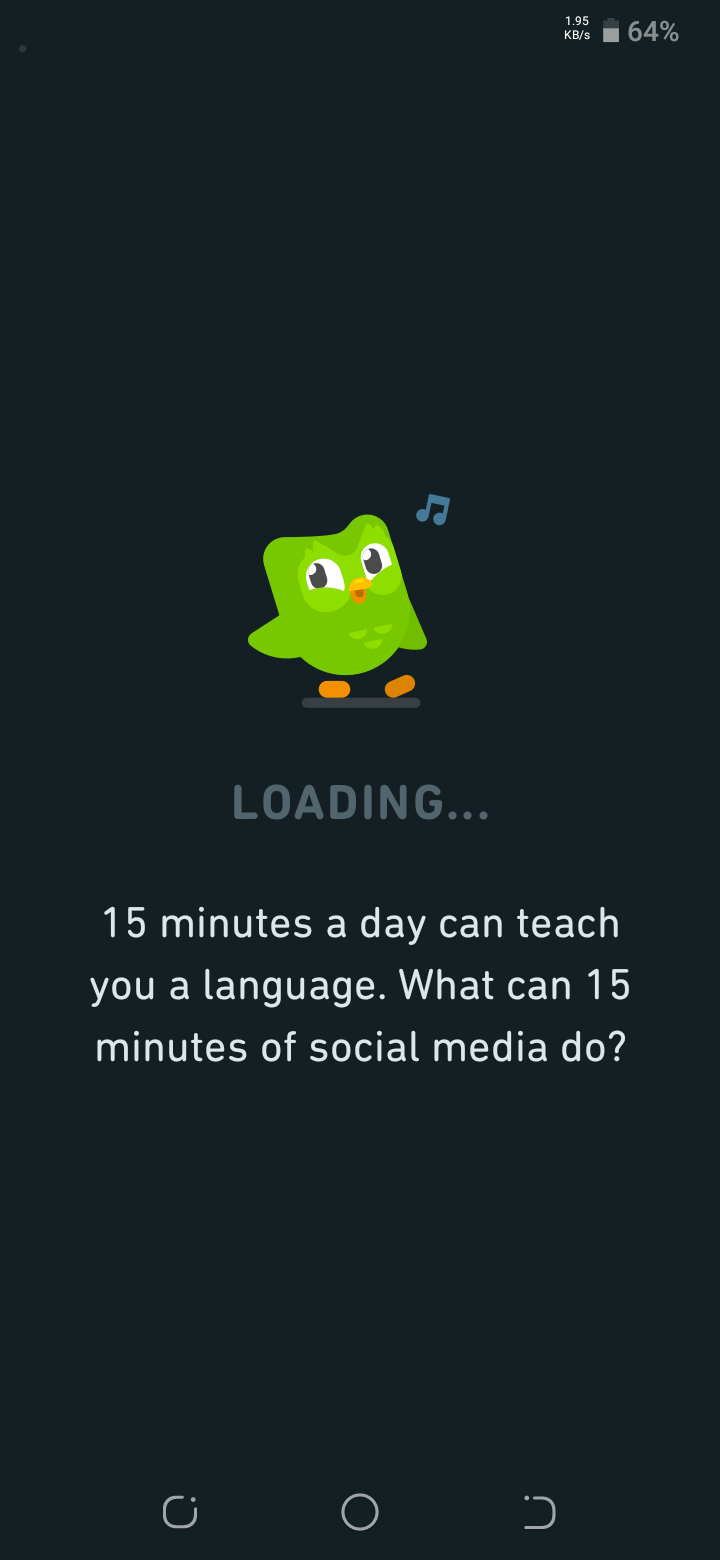 1.95
KB/s
64%
LOADING...
15 minutes a day can teach
you a language. What can 15
minutes of social media do?